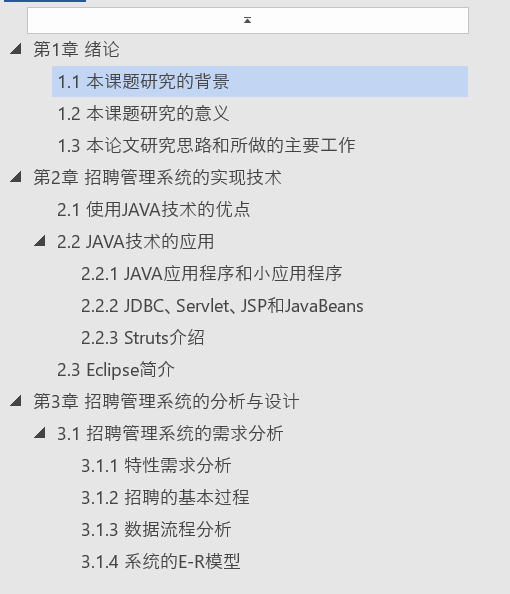 第1章 绪论
1.1 本课题研究的背景
1.2 本课题研究的意义
1.3 本论文研究思路和所做的主要工作
第2章 招聘管理系统的实现技术
2.1 使用JAVA技术的优点
2.2 JAVA技术的应用
2.2.1 JAVA应用程序和小应用程序
2.2.2 JDBC、Servlet、JSP和JavaBeans
2.2.3 Struts介绍
2.3 Eclipse简介
第3章 招聘管理系统的分析与设计
3.1 招聘管理系统的需求分析
3.1.1 特性需求分析
3.1.2 招聘的基本过程
3.1.3 数据流程分析
3.1.4 系统的E-R模型